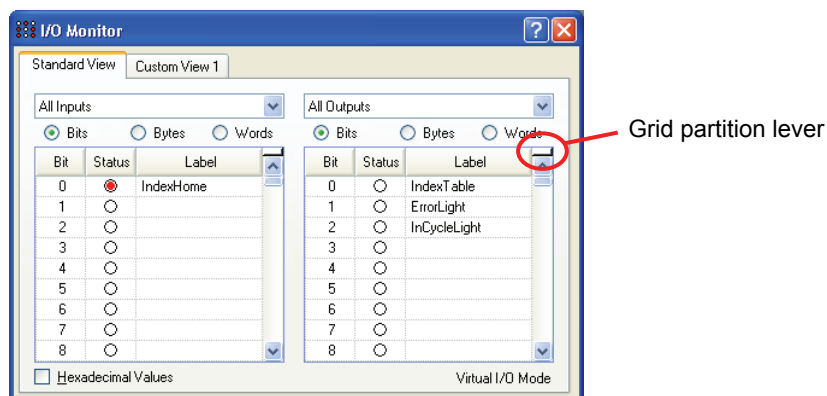 I/O Monitor
Standard View Custom View 1
All Inputs All Outputs
Bits Bytes Words Bits Bytes Words
Grid partition lever
Bit Status Label Bit Status Label
0 IndexHome 0 IndexTable
1 1 ErrorLight
2 2 InCycleLight
3 3
4 4
5 5
6 6
7 7
8 8
Hexadecimal Values Virtual I/O Mode